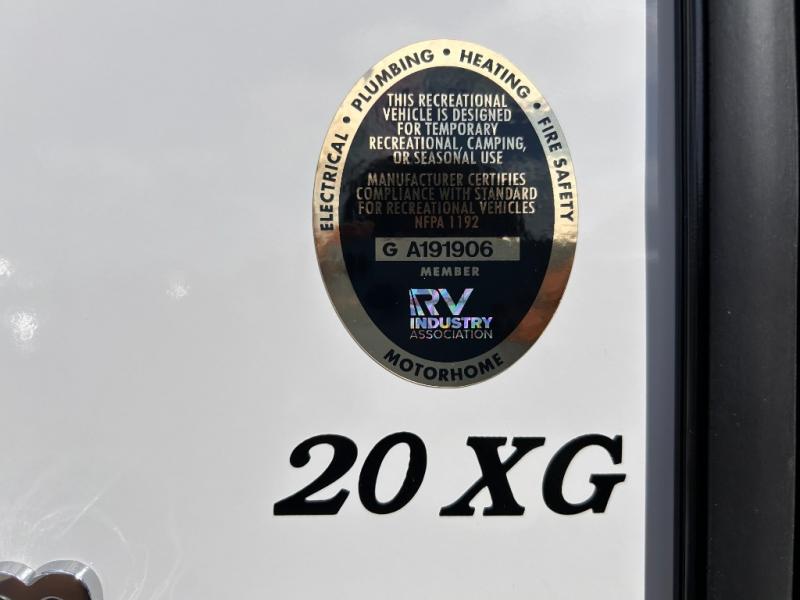 ELECTRICAL • PLUMBING • HEATING • FIRE SAFETY
THIS RECREATIONAL
VEHICLE IS DESIGNED
FOR TEMPORARY
RECREATIONAL, CAMPING,
OR SEASONAL USE
MANUFACTURER CERTIFIES
COMPLIANCE WITH STANDARD
FOR RECREATIONAL VEHICLES
NFPA 1192
G A191906
MEMBER
RV
INDUSTRY
ASSOCIATION
MOTORHOME
20 XG